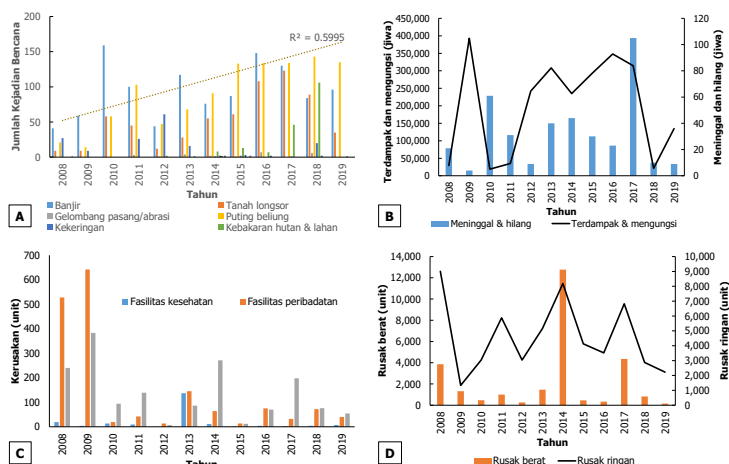 200
150
100
50
0
Jumlah Kejadian Bencana
R² = 0.5995
2008 2009 2010 2011 2012 2013 2014 2015 2016 2017 2018 2019
Tahun
Banjir Tanah longsor
Gelombang pasang/abrasi Puting beliung
Kekeringan Kebakaran hutan & lahan
A
450,000
400,000
350,000
300,000
250,000
200,000
150,000
100,000
50,000
0
Terdampak dan mengungsi (jiwa)
120
100
80
60
40
20
0
Meninggal dan hilang (jiwa)
2008 2009 2010 2011 2012 2013 2014 2015 2016 2017 2018 2019
Tahun
Meninggal & hilang Terdampak & mengungsi
B
700
600
500
400
300
200
100
0
Kerusakan (unit)
Fasilitas kesehatan Fasilitas peribadatan
2008 2009 2010 2011 2012 2013 2014 2015 2016 2017 2018 2019
Tahun
C
14,000
12,000
10,000
8,000
6,000
4,000
2,000
0
Rusak berat (unit)
10,000
9,000
8,000
7,000
6,000
5,000
4,000
3,000
2,000
1,000
0
Rusak ringan (unit)
2008 2009 2010 2011 2012 2013 2014 2015 2016 2017 2018 2019
Tahun
Rusak berat Rusak ringan
D